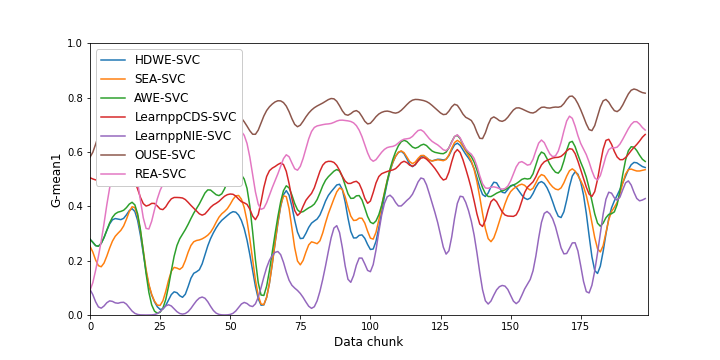 1.0
0.8
0.6
0.4
0.2
0.0
G-mean1
HDWE-SVC
SEA-SVC
AWE-SVC
LearnppCDS-SVC
LearnppNIE-SVC
OUSE-SVC
REA-SVC
0 25 50 75 100 125 150 175
Data chunk